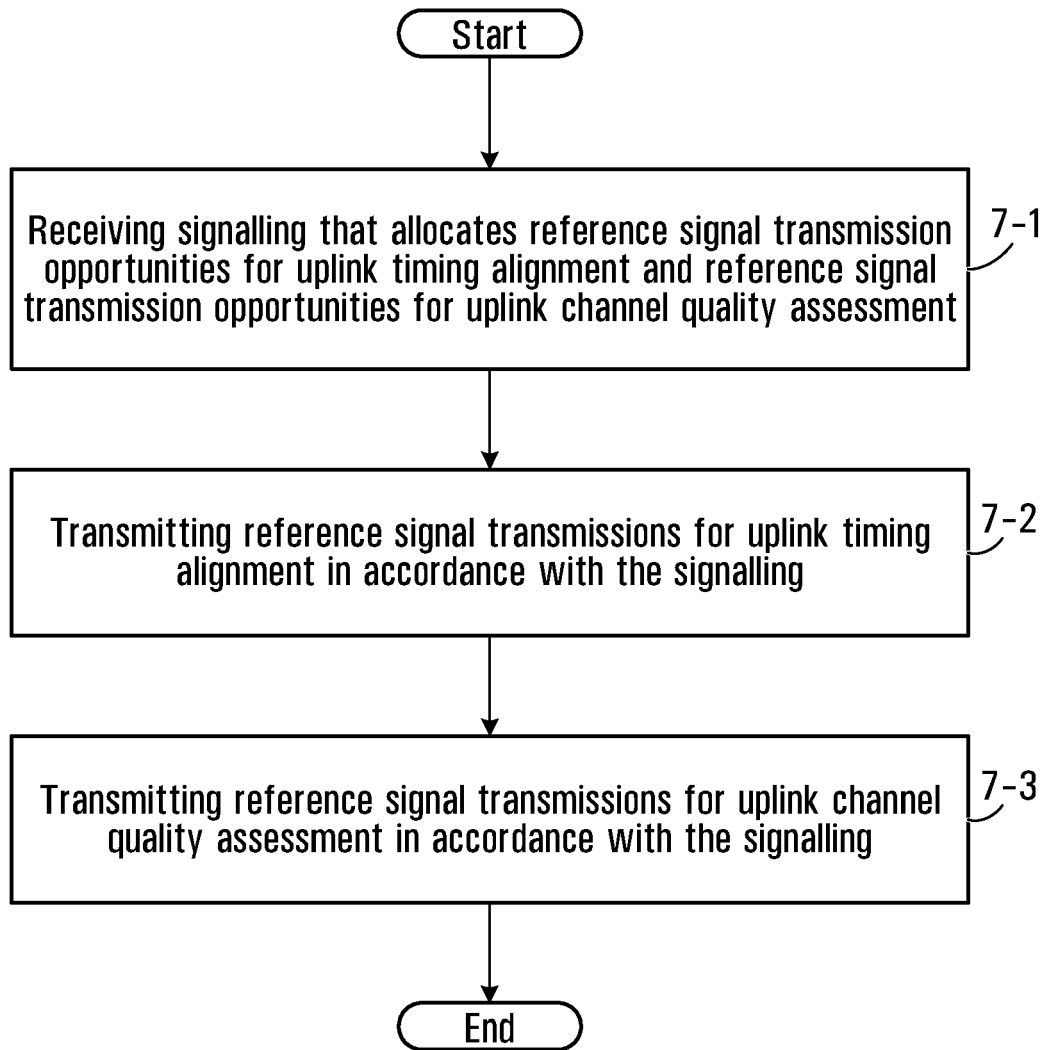 Start
Receiving signalling that allocates reference signal transmission
opportunities for uplink timing alignment and reference signal
transmission opportunities for uplink channel quality assessment
7-1
Transmitting reference signal transmissions for uplink timing
alignment in accordance with the signalling
7-2
Transmitting reference signal transmissions for uplink channel
quality assessment in accordance with the signalling
7-3
End